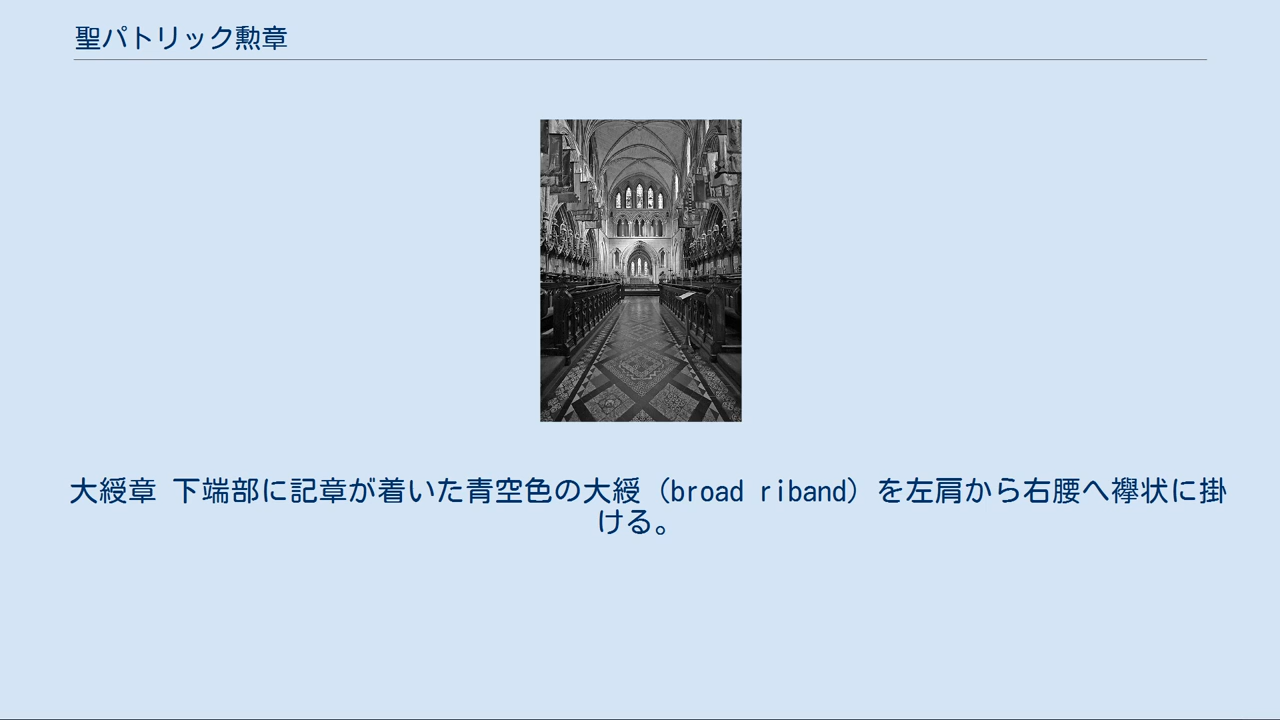 聖パトリック勲章
大綬章 下端部に記章が着いた青空色の大綬（broad riband）を左肩から右腰へ襷状に掛
ける。